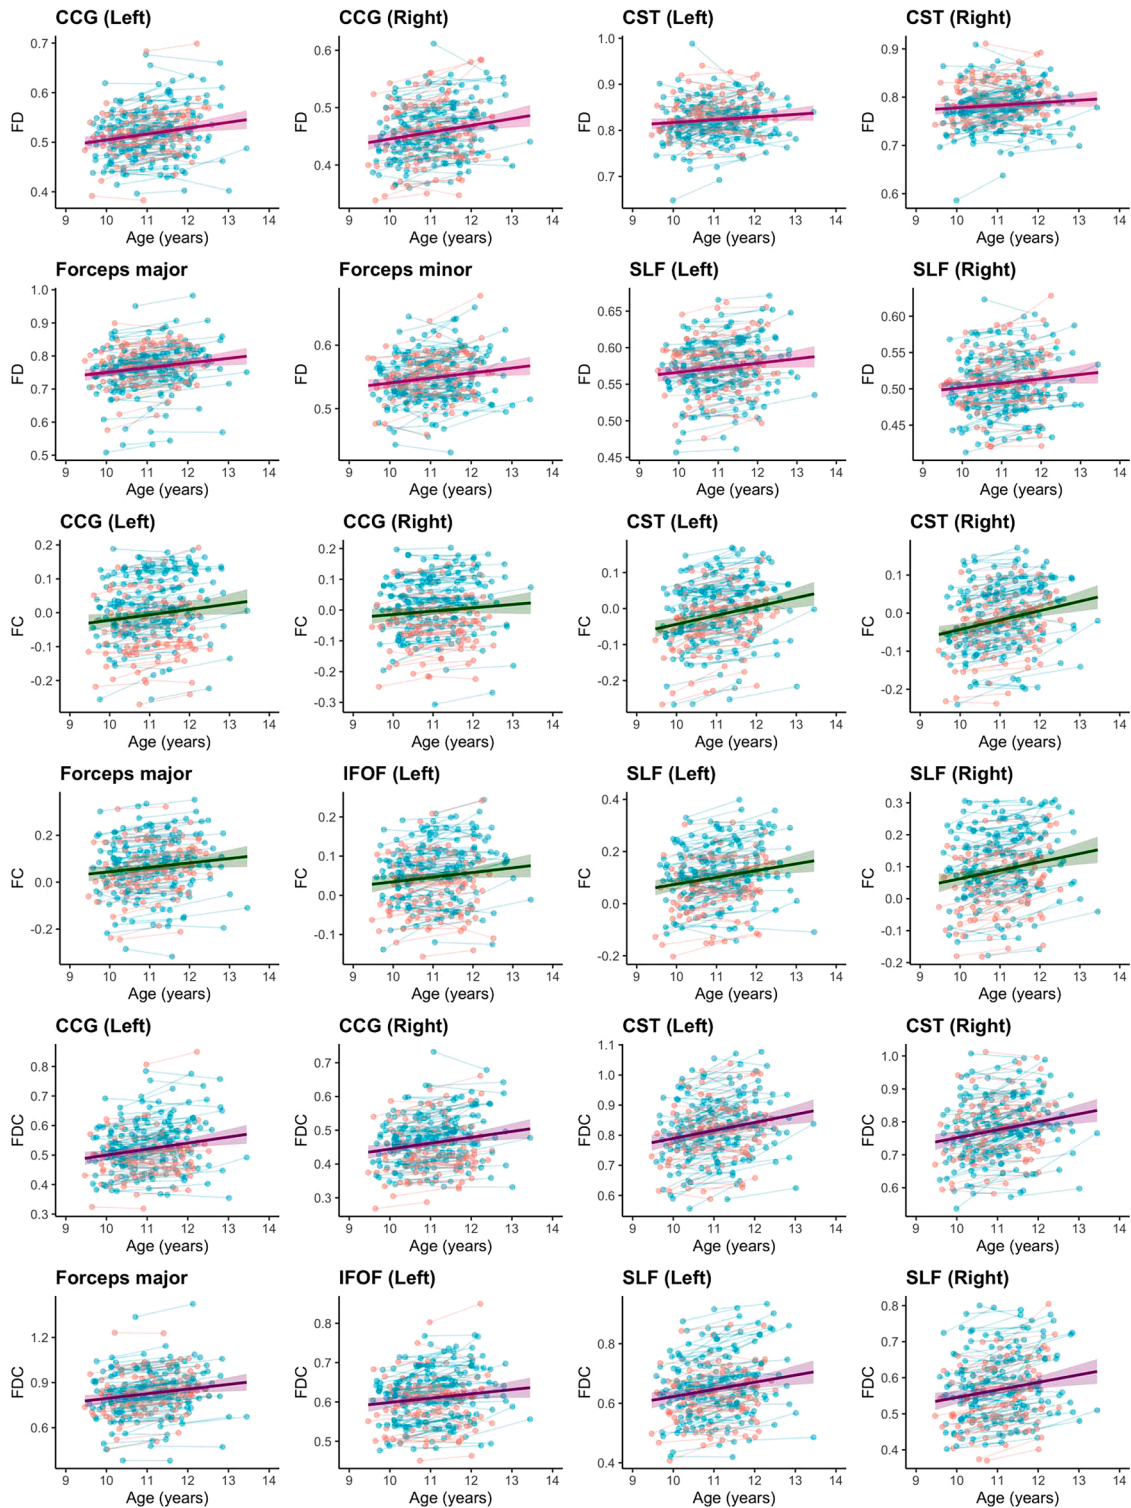 CCG (Left) CCG (Right) CST (Left) CST (Right)
0.7 0.6 0.5 0.4 FD 0.6 0.5 0.4 FD 1.0 0.9 0.8 0.7 FD 0.9 0.8 0.7 0.6 FD
9 10 11 12 13 14 9 10 11 12 13 14 9 10 11 12 13 14 9 10 11 12 13 14
Age (years) Age (years) Age (years) Age (years)
Forceps major Forceps minor SLF (Left) SLF (Right)
1.0 0.9 0.8 0.7 0.6 0.5 FD 0.6 0.5 FD 0.65 0.60 0.55 0.50 0.45 FD 0.60 0.55 0.50 0.45 FD
9 10 11 12 13 14 9 10 11 12 13 14 9 10 11 12 13 14 9 10 11 12 13 14
Age (years) Age (years) Age (years) Age (years)
CCG (Left) CCG (Right) CST (Left) CST (Right)
0.2 0.1 0.0 -0.1 -0.2 FC 0.2 0.1 0.0 -0.1 -0.2 -0.3 FC 0.1 0.0 -0.1 -0.2 FC 0.1 0.0 -0.1 -0.2 FC
9 10 11 12 13 14 9 10 11 12 13 14 9 10 11 12 13 14 9 10 11 12 13 14
Age (years) Age (years) Age (years) Age (years)
Forceps major IFOF (Left) SLF (Left) SLF (Right)
0.2 0.0 -0.2 FC 0.2 0.1 0.0 -0.1 FC 0.4 0.2 0.0 -0.2 FC 0.3 0.2 0.1 0.0 -0.1 -0.2 FC
9 10 11 12 13 14 9 10 11 12 13 14 9 10 11 12 13 14 9 10 11 12 13 14
Age (years) Age (years) Age (years) Age (years)
CCG (Left) CCG (Right) CST (Left) CST (Right)
0.8 0.7 0.6 0.5 0.4 0.3 FDC 0.7 0.6 0.5 0.4 0.3 FDC 1.1 1.0 0.9 0.8 0.7 0.6 FDC 1.0 0.9 0.8 0.7 0.6 FDC
9 10 11 12 13 14 9 10 11 12 13 14 9 10 11 12 13 14 9 10 11 12 13 14
Age (years) Age (years) Age (years) Age (years)
Forceps major IFOF (Left) SLF (Left) SLF (Right)
1.2 0.9 0.6 FDC 0.8 0.7 0.6 0.5 FDC 0.8 0.6 0.4 FDC 0.8 0.7 0.6 0.5 0.4 FDC
9 10 11 12 13 14 9 10 11 12 13 14 9 10 11 12 13 14 9 10 11 12 13 14
Age (years) Age (years) Age (years) Age (years)